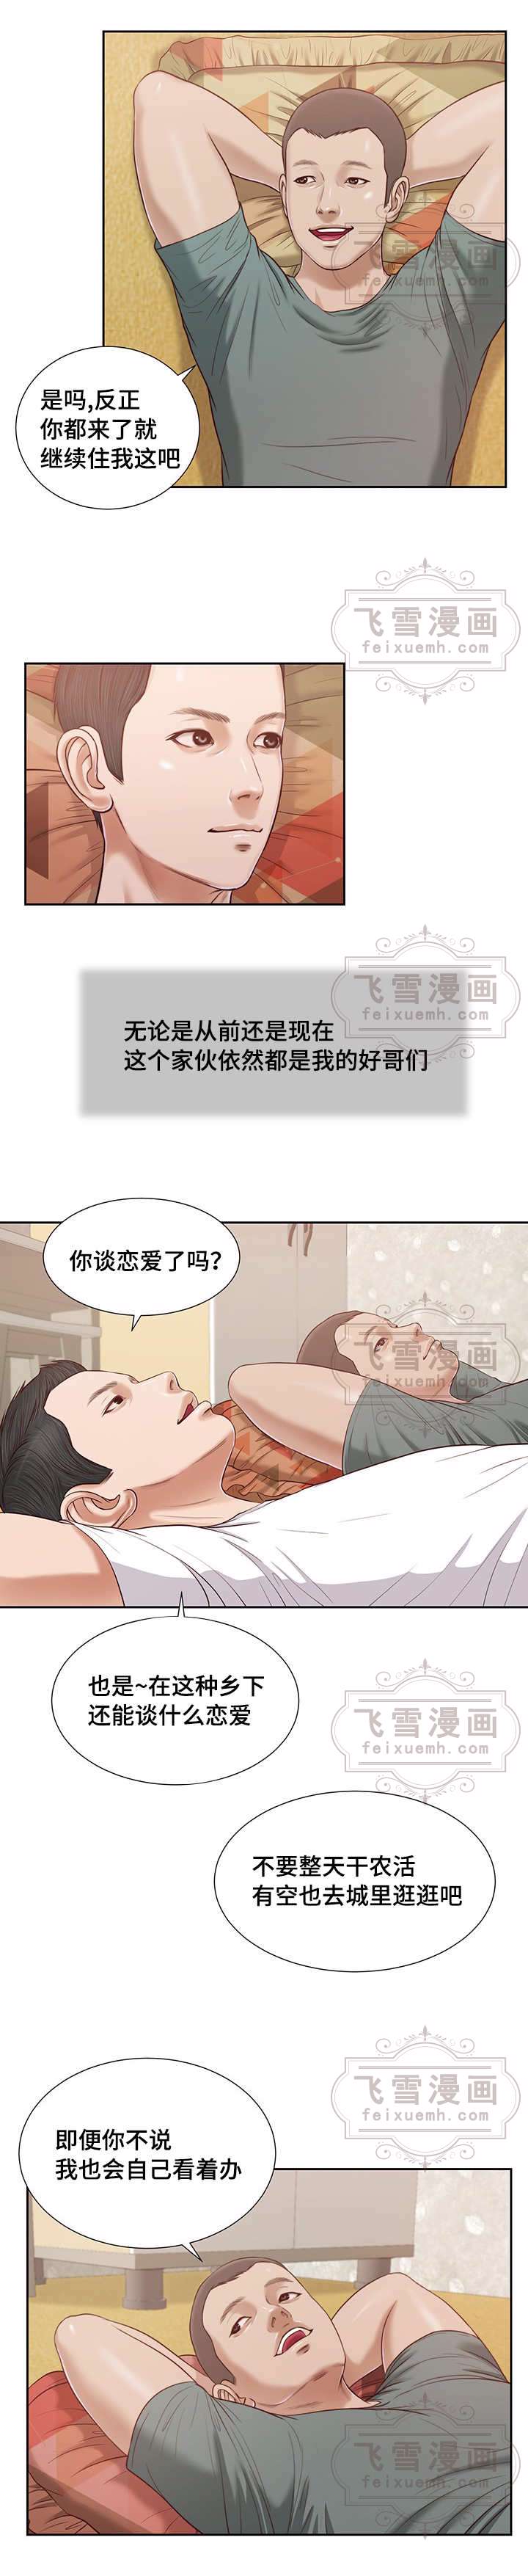 飞雪漫画
feixuemh.com
是吗,反正
你都来了就
继续住我这吧
飞雪漫画
feixuemh.com
飞雪漫画
feixuemh.com
无论是从前还是现在
这个家伙依然都是我的好哥们
你谈恋爱了吗?
飞雪漫画
feixuemh.com
也是~在这种乡下
还能谈什么恋爱
飞雪漫画
feixuemh.com
不要整天干农活
有空也去城里逛逛吧
飞雪漫画
feixuemh.com
即便你不说
我也会自己看着办
飞雪漫画
feixuemh.com